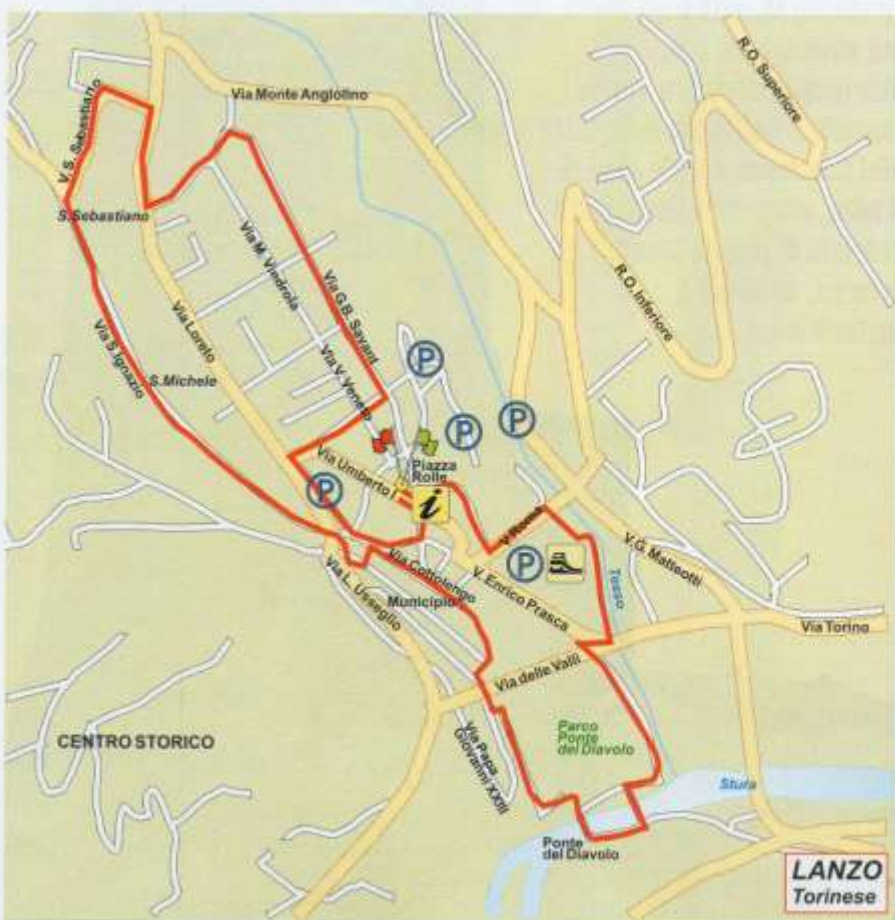 R.O. Superiore
Via Monte Angiolino
V. S. Sebastiano
S.Sebastiano
Via M. Viadrola
R.O. Inferiore
Via G.B. Savant
Via Loreto
Via S.Ignazio
S.Michele
Via V. Veneto
P
P
P
Via Umberto I
Piazza
Rolle
P
i
V. Roma
P
V.G. Matteotti
Tesso
Via Cottolengo
V. Enrico Prasca
Via L. Usseglio
Municipio
Via Torino
Via delle Valli
CENTRO STORICO
Parco
Ponte
del Diavolo
Via Papa
Giovanni XXIII
Stura
Ponte
del Diavolo
LANZO
Torinese